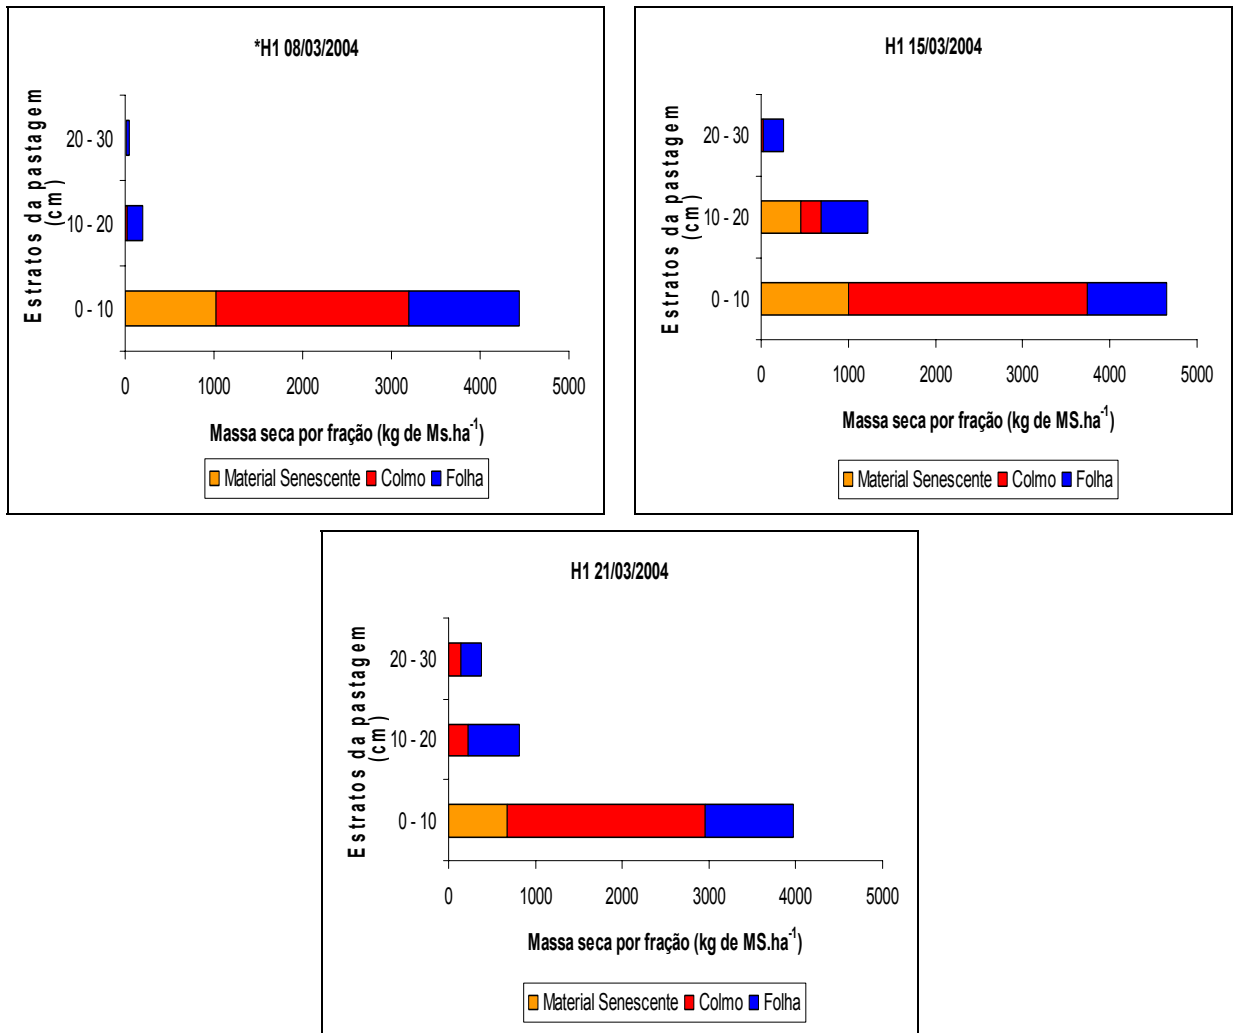 *H1 08/03/2004
Estratos da pastagem
(cm)
20 - 30
10 - 20
0 - 10
0 1000 2000 3000 4000 5000
Massa seca por fração (kg de Ms.ha⁻¹)
Material Senescente Colmo Folha
H1 15/03/2004
Estratos da pastagem
(cm)
20 - 30
10 - 20
0 - 10
0 1000 2000 3000 4000 5000
Massa seca por fração (kg de MS.ha⁻¹)
Material Senescente Colmo Folha
H1 21/03/2004
Estratos da pastagem
(cm)
20 - 30
10 - 20
0 - 10
0 1000 2000 3000 4000 5000
Massa seca por fração (kg de MS.ha⁻¹)
Material Senescente Colmo Folha